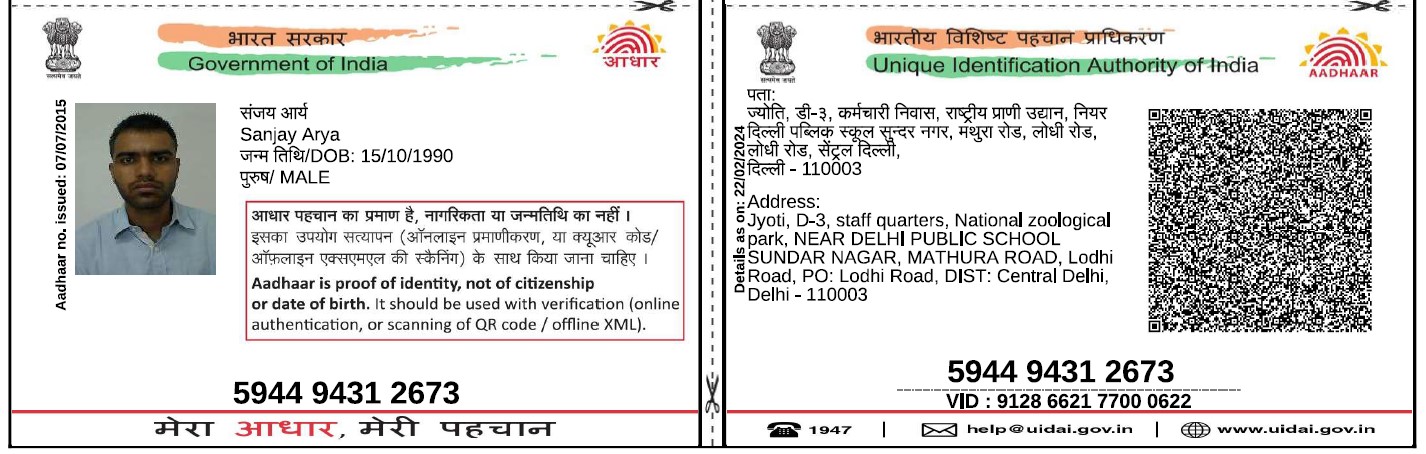 भारत सरकार
Government of India
सत्यमेव जयते
आधार
Aadhaar no. issued: 07/07/2015
संजय आर्य
Sanjay Arya
जन्म तिथि/DOB: 15/10/1990
पुरुष/ MALE
आधार पहचान का प्रमाण है, नागरिकता या जन्मतिथि का नहीं ।
इसका उपयोग सत्यापन (ऑनलाइन प्रमाणीकरण, या क्यूआर कोड/
ऑफ़लाइन एक्सएमएल की स्कैनिंग) के साथ किया जाना चाहिए ।
Aadhaar is proof of identity, not of citizenship
or date of birth. It should be used with verification (online
authentication, or scanning of QR code / offline XML).
5944 9431 2673
मेरा आधार, मेरी पहचान
भारतीय विशिष्ट पहचान प्राधिकरण
Unique Identification Authority of India
सत्यमेव जयते
AADHAAR
Details as on: 22/02/2024
पता:
ज्योति, डी-३, कर्मचारी निवास, राष्ट्रीय प्राणी उद्यान, नियर
दिल्ली पब्लिक स्कूल सुन्दर नगर, मथुरा रोड, लोधी रोड,
लोधी रोड, सेंट्रल दिल्ली,
दिल्ली - 110003
Address:
Jyoti, D-3, staff quarters, National zoological
park, NEAR DELHI PUBLIC SCHOOL
SUNDAR NAGAR, MATHURA ROAD, Lodhi
Road, PO: Lodhi Road, DIST: Central Delhi,
Delhi - 110003
5944 9431 2673
VID : 9128 6621 7700 0622
1947 | help@uidai.gov.in | www.uidai.gov.in